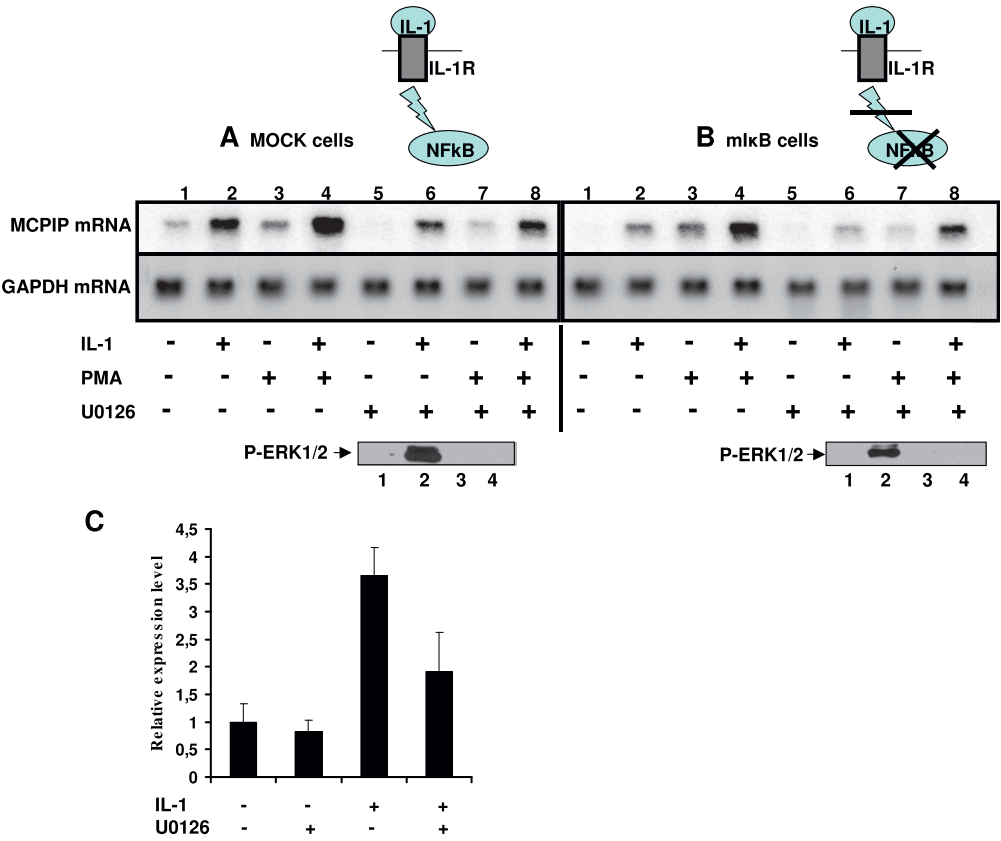 IL-1 IL-1
IL-1R IL-1R
A MOCK cells NFkB B mIκB cells NFkB
1 2 3 4 5 6 7 8 1 2 3 4 5 6 7 8
MCPIP mRNA
GAPDH mRNA
IL-1 - + - + - + - + - + - + - + - +
PMA - - + + - - + + - - + + - - + +
U0126 - - - - + + + + - - - - + + + +
P-ERK1/2 P-ERK1/2
1 2 3 4 1 2 3 4
C
Relative expression level
4,5
4
3,5
3
2,5
2
1,5
1
0,5
0
IL-1 - - + +
U0126 - + - +